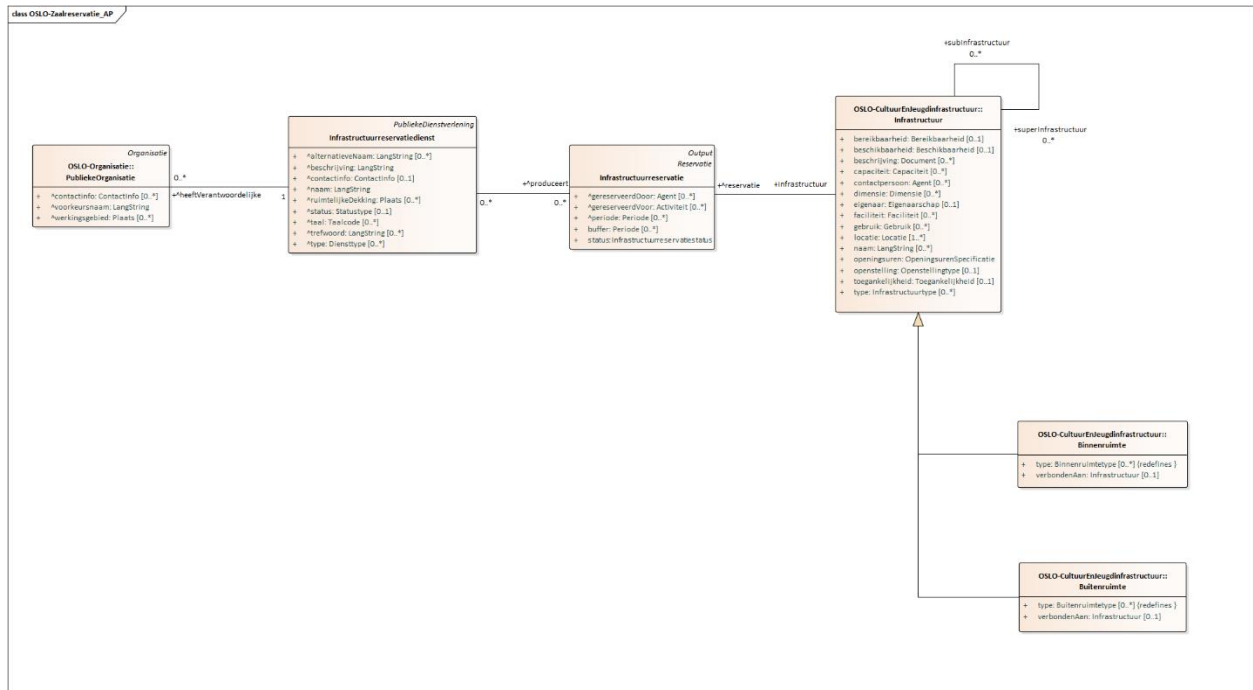 class OSLO-Zaalreservatie_AP
Organisatie
OSLO-Organisatie::
PubliekeOrganisatie
+ ^contactinfo: ContactInfo [0..*]
+ ^voorkeursnaam: LangString
+ ^werkingsgebied: Plaats [0..*]
0..*
+^heeftVerantwoordelijke
1
PubliekeDienstverlening
Infrastructuurreservatiedienst
+ ^alternatieveNaam: LangString [0..*]
+ ^beschrijving: LangString
+ ^contactinfo: ContactInfo [0..1]
+ ^naam: LangString
+ ^ruimtelijkeDekking: Plaats [0..*]
+ ^status: Statustype [0..1]
+ ^taal: Taalcode [0..*]
+ ^trefwoord: LangString [0..*]
+ ^type: Diensttype [0..*]
+^produceert
0..*
0..*
Output
Reservatie
Infrastructuurreservatie
+ ^gereserveerdDoor: Agent [0..*]
+ ^gereserveerdVoor: Activiteit [0..*]
+ ^periode: Periode [0..*]
+ buffer: Periode [0..*]
+ status:Infrastructuurreservatiestatus
+^reservatie
+infrastructuur
+subInfrastructuur
0..*
+superInfrastructuur
0..*
OSLO-CultuurEnJeugdinfrastructuur::
Infrastructuur
+ bereikbaarheid: Bereikbaarheid [0..1]
+ beschikbaarheid: Beschikbaarheid [0..1]
+ beschrijving: Document [0..*]
+ capaciteit: Capaciteit [0..*]
+ contactpersoon: Agent [0..*]
+ dimensie: Dimensie [0..*]
+ eigenaar: Eigenaarschap [0..1]
+ faciliteit: Faciliteit [0..*]
+ gebruik: Gebruik [0..*]
+ locatie: Locatie [1..*]
+ naam: LangString [0..*]
+ openingsuren: OpeningsurenSpecificatie
+ openstelling: Openstellingtype [0..1]
+ toegankelijkheid: Toegankelijkheid [0..1]
+ type: Infrastructuurtype [0..*]
OSLO-CultuurEnJeugdinfrastructuur::
Binnenruimte
+ type: Binnenruimtetype [0..*] {redefines }
+ verbondenAan: Infrastructuur [0..1]
OSLO-CultuurEnJeugdinfrastructuur::
Buitenruimte
+ type: Buitenruimtetype [0..*] {redefines }
+ verbondenAan: Infrastructuur [0..1]